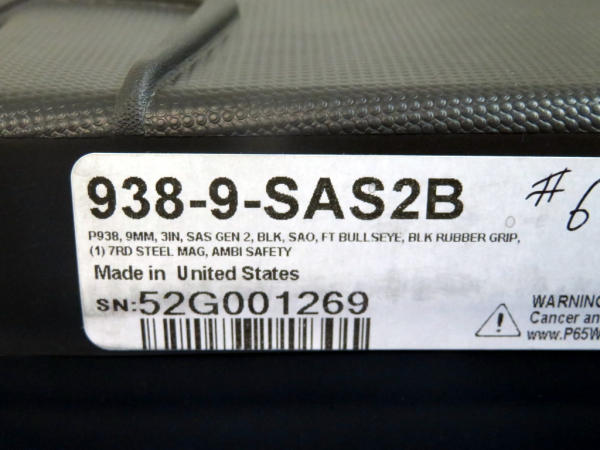 938-9-SAS2B
#6
P938, 9MM, 3IN, SAS GEN 2, BLK, SAO, FT BULLSEYE, BLK RUBBER GRIP,
(1) 7RD STEEL MAG, AMBI SAFETY
Made in United States
SN:52G001269
WARNING
Cancer an
www.P65W